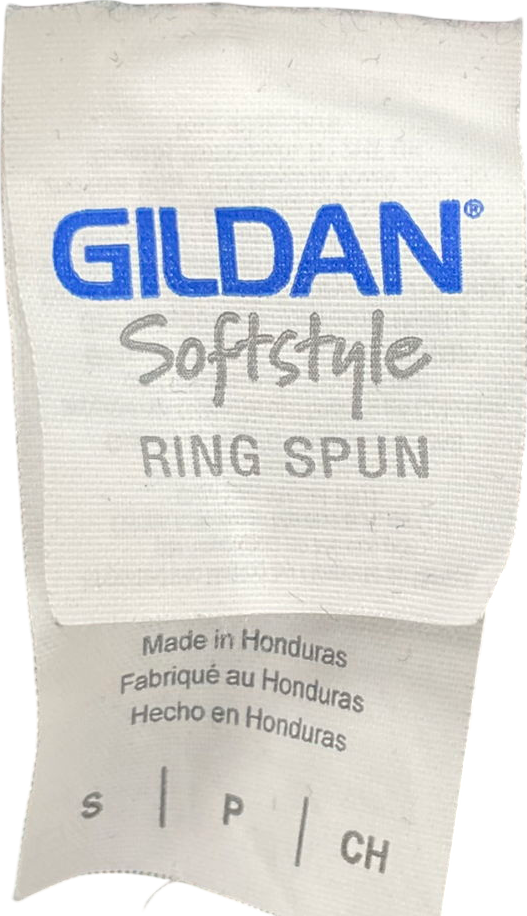 GILDAN®
Softstyle
RING SPUN
Made in Honduras
Fabriqué au Honduras
Hecho en Honduras
S | P | CH